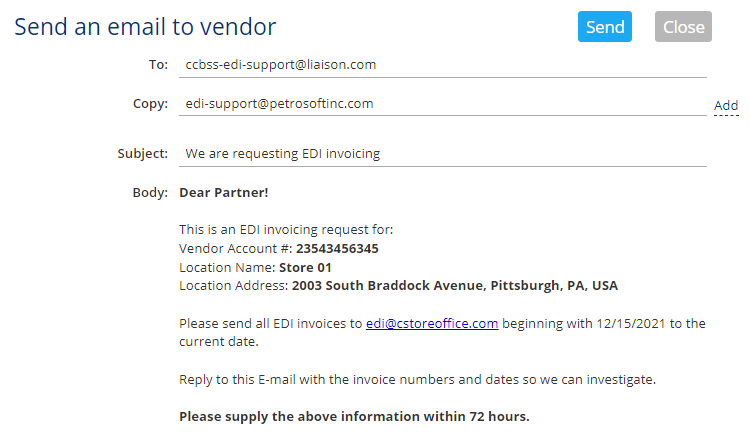 Send an email to vendor
Send
Close
To: ccbss-edi-support@liaison.com
Copy: edi-support@petrosoftinc.com
Add
Subject: We are requesting EDI invoicing
Body: Dear Partner!
This is an EDI invoicing request for:
Vendor Account #: 23543456345
Location Name: Store 01
Location Address: 2003 South Braddock Avenue, Pittsburgh, PA, USA
Please send all EDI invoices to edi@cstoreoffice.com beginning with 12/15/2021 to the
current date.
Reply to this E-mail with the invoice numbers and dates so we can investigate.
Please supply the above information within 72 hours.